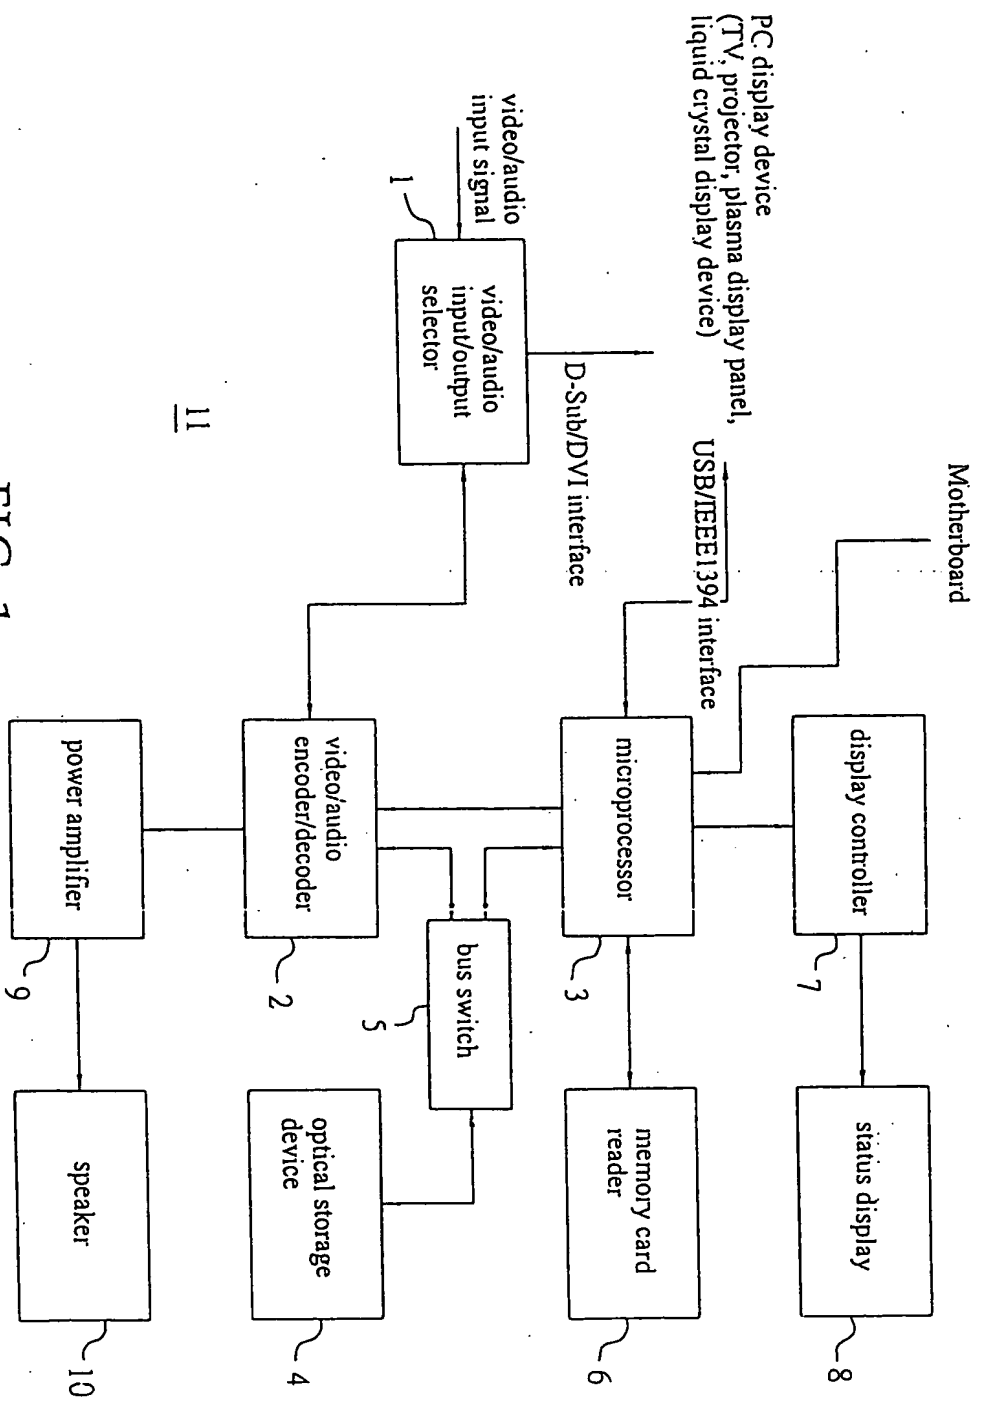 Motherboard
PC display device
(TV, projector, plasma display panel,
liquid crystal display device)
USB/IEEE1394 interface
D-Sub/DVI interface
video/audio
input signal
1
video/audio
input/output
selector
11
display controller
7
status display
8
microprocessor
3
memory card
reader
6
bus switch
5
video/audio
encoder/decoder
2
optical storage
device
4
power amplifier
9
speaker
10